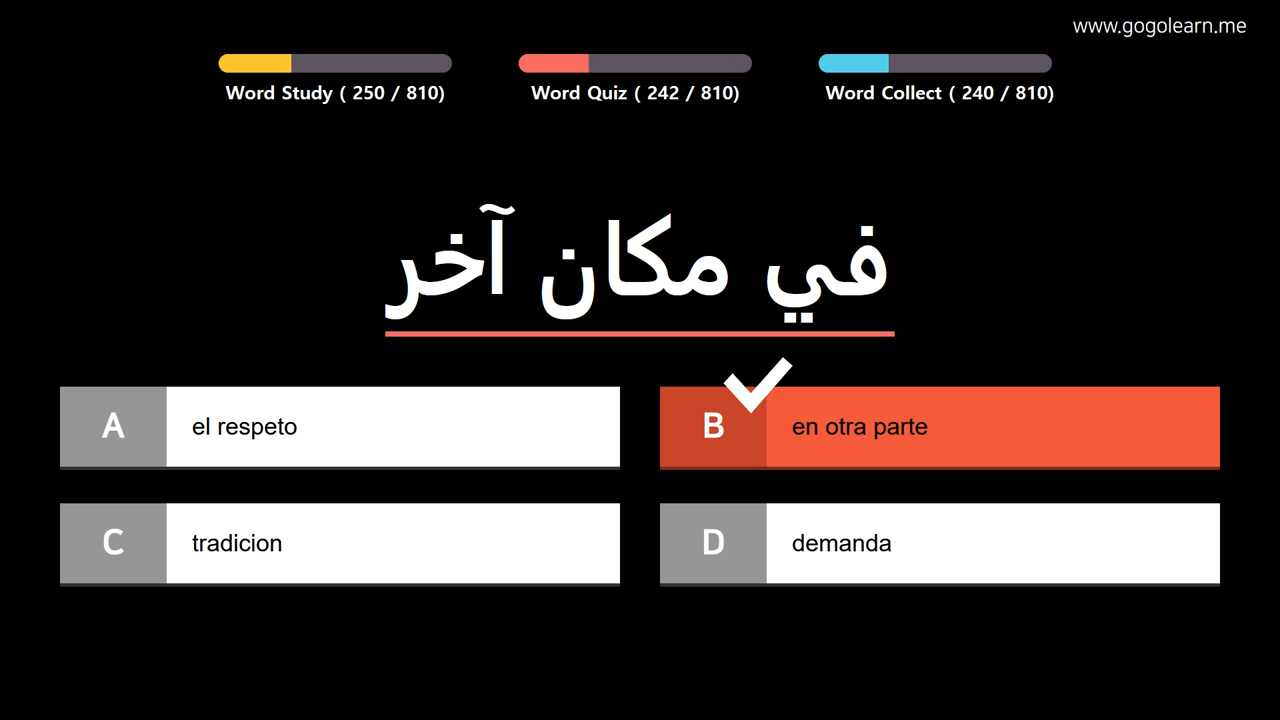 www.gogolearn.me
Word Study ( 250 / 810)
Word Quiz ( 242 / 810)
Word Collect ( 240 / 810)
في مكان آخر
A
el respeto
B
en otra parte
C
tradicion
D
demanda